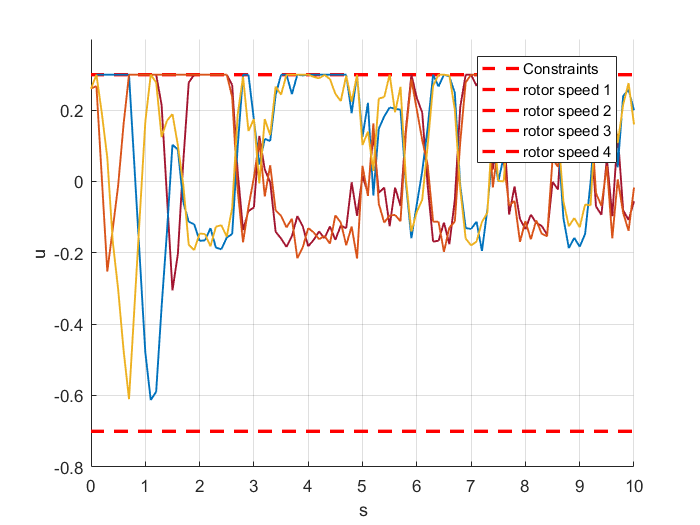 Constraints
rotor speed 1
rotor speed 2
rotor speed 3
rotor speed 4
0.2
0
-0.2
-0.4
-0.6
-0.8
u
0 1 2 3 4 5 6 7 8 9 10
s